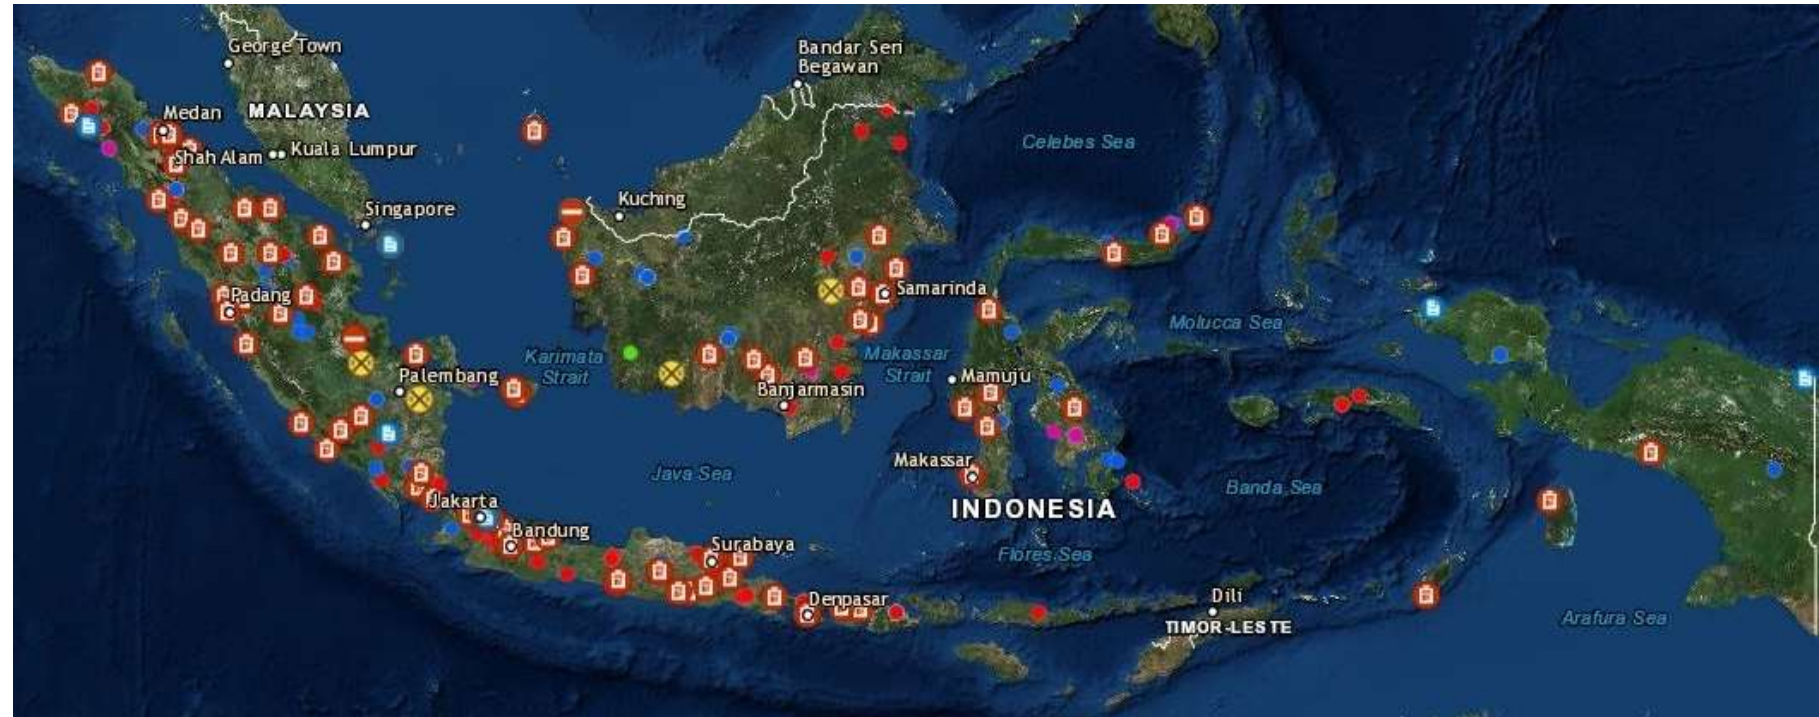 George Town
Bandar Seri
Begawan
Medan
MALAYSIA
Celebes Sea
Shah Alam
Kuala Lumpur
Kuching
Singapore
Samarinda
Padang
Molucca Sea
Karimata
Strait
Makassar
Strait
Palembang
Mamuju
Banjarmasin
Makassar
Java Sea
Banda Sea
Jakarta
INDONESIA
Bandung
Surabaya
Flores Sea
Denpasar
Dili
TIMOR-LESTE
Arafura Sea